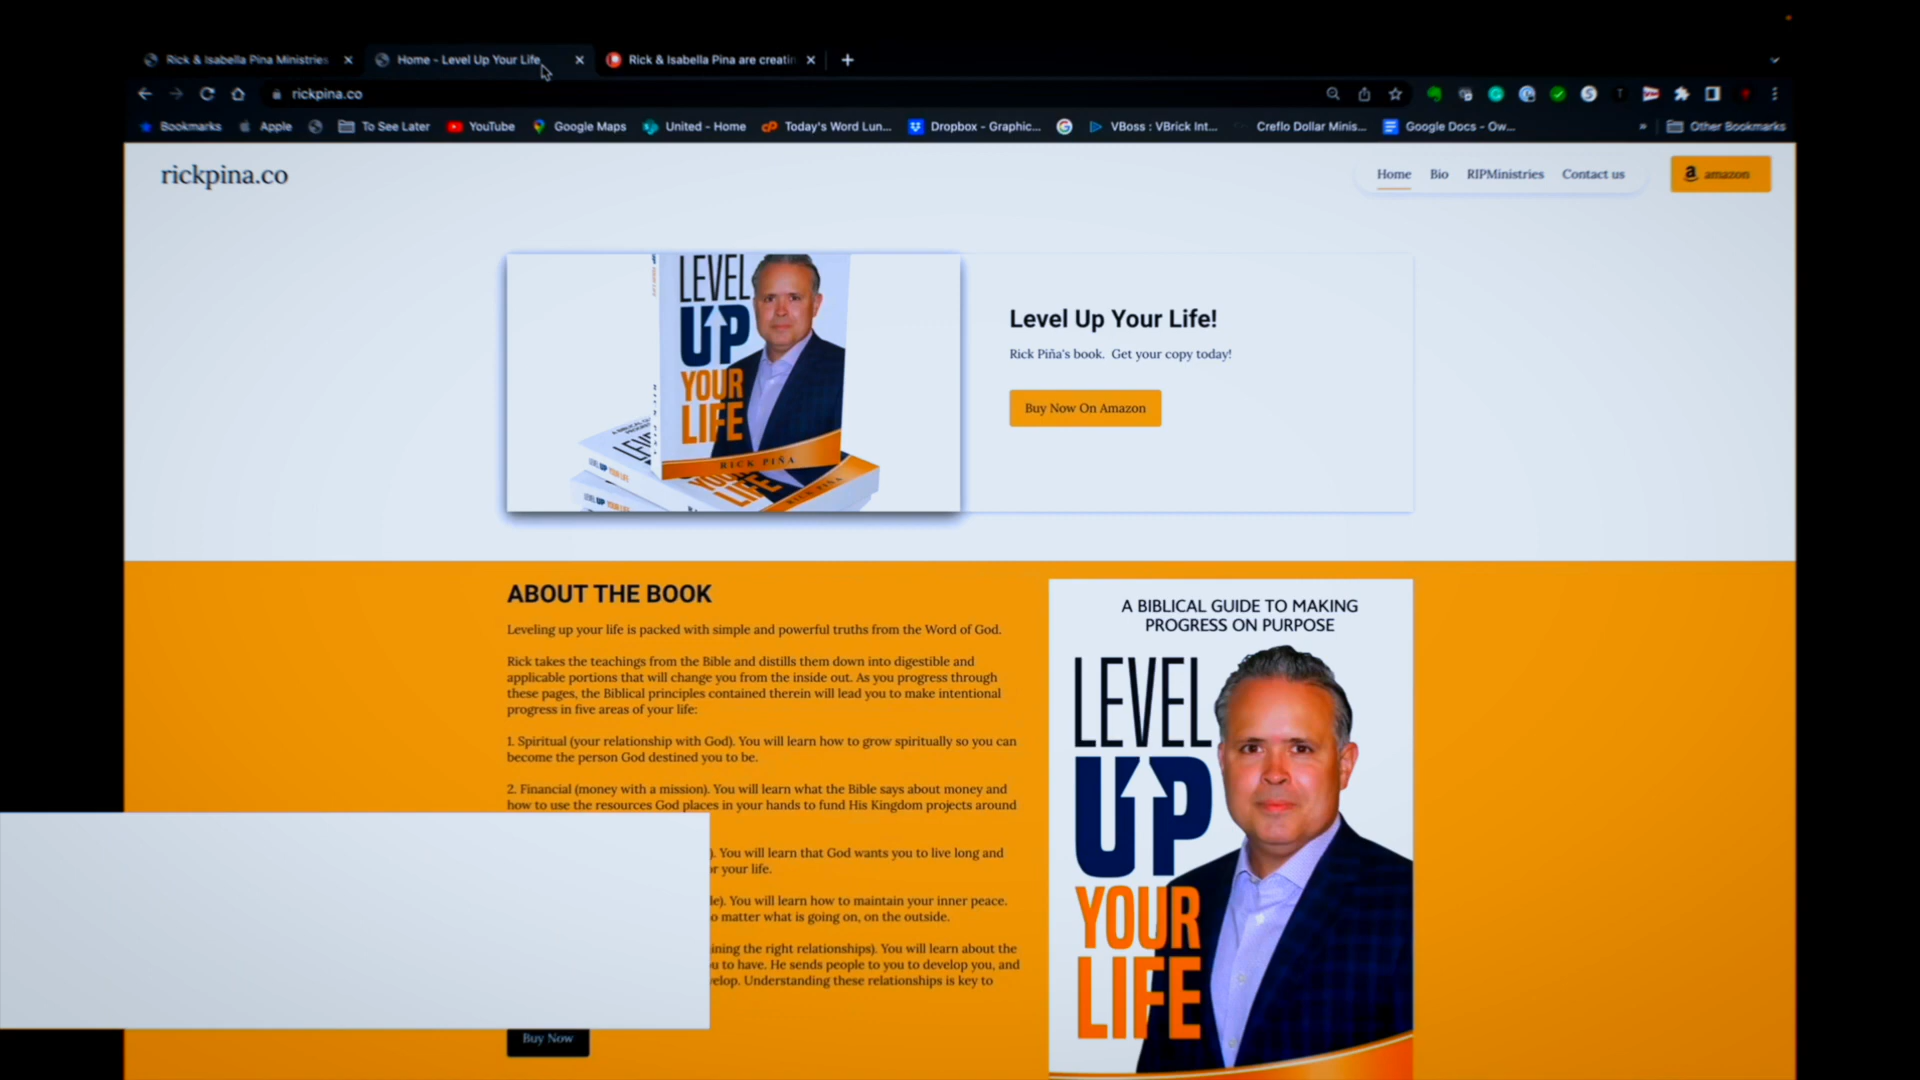 Rick & Isabella Pina Ministries
Home - Level Up Your Life
Rick & Isabella Pina are creatin
rickpina.co
Bookmarks
Apple
To See Later
YouTube
Google Maps
United - Home
Today's Word Lun...
Dropbox - Graphic...
VBoss : VBrick Int...
Creflo Dollar Minis...
Google Docs - Ow...
»
Other Bookmarks
rickpina.co
Home
Bio
RIPMinistries
Contact us
amazon
LEVEL
UP
YOUR
LIFE
RICK PIÑA
Level Up Your Life!
Rick Piña's book. Get your copy today!
Buy Now On Amazon
ABOUT THE BOOK
Leveling up your life is packed with simple and powerful truths from the Word of God.
Rick takes the teachings from the Bible and distills them down into digestible and
applicable portions that will change you from the inside out. As you progress through
these pages, the Biblical principles contained therein will lead you to make intentional
progress in five areas of your life:
1. Spiritual (your relationship with God). You will learn how to grow spiritually so you can
become the person God destined you to be.
2. Financial (money with a mission). You will learn what the Bible says about money and
how to use the resources God places in your hands to fund His Kingdom projects around
). You will learn that God wants you to live long and
r your life.
le). You will learn how to maintain your inner peace.
o matter what is going on, on the outside.
ining the right relationships). You will learn about the
u to have. He sends people to you to develop you, and
velop. Understanding these relationships is key to
Buy Now
A BIBLICAL GUIDE TO MAKING
PROGRESS ON PURPOSE
LEVEL
UP
YOUR
LIFE